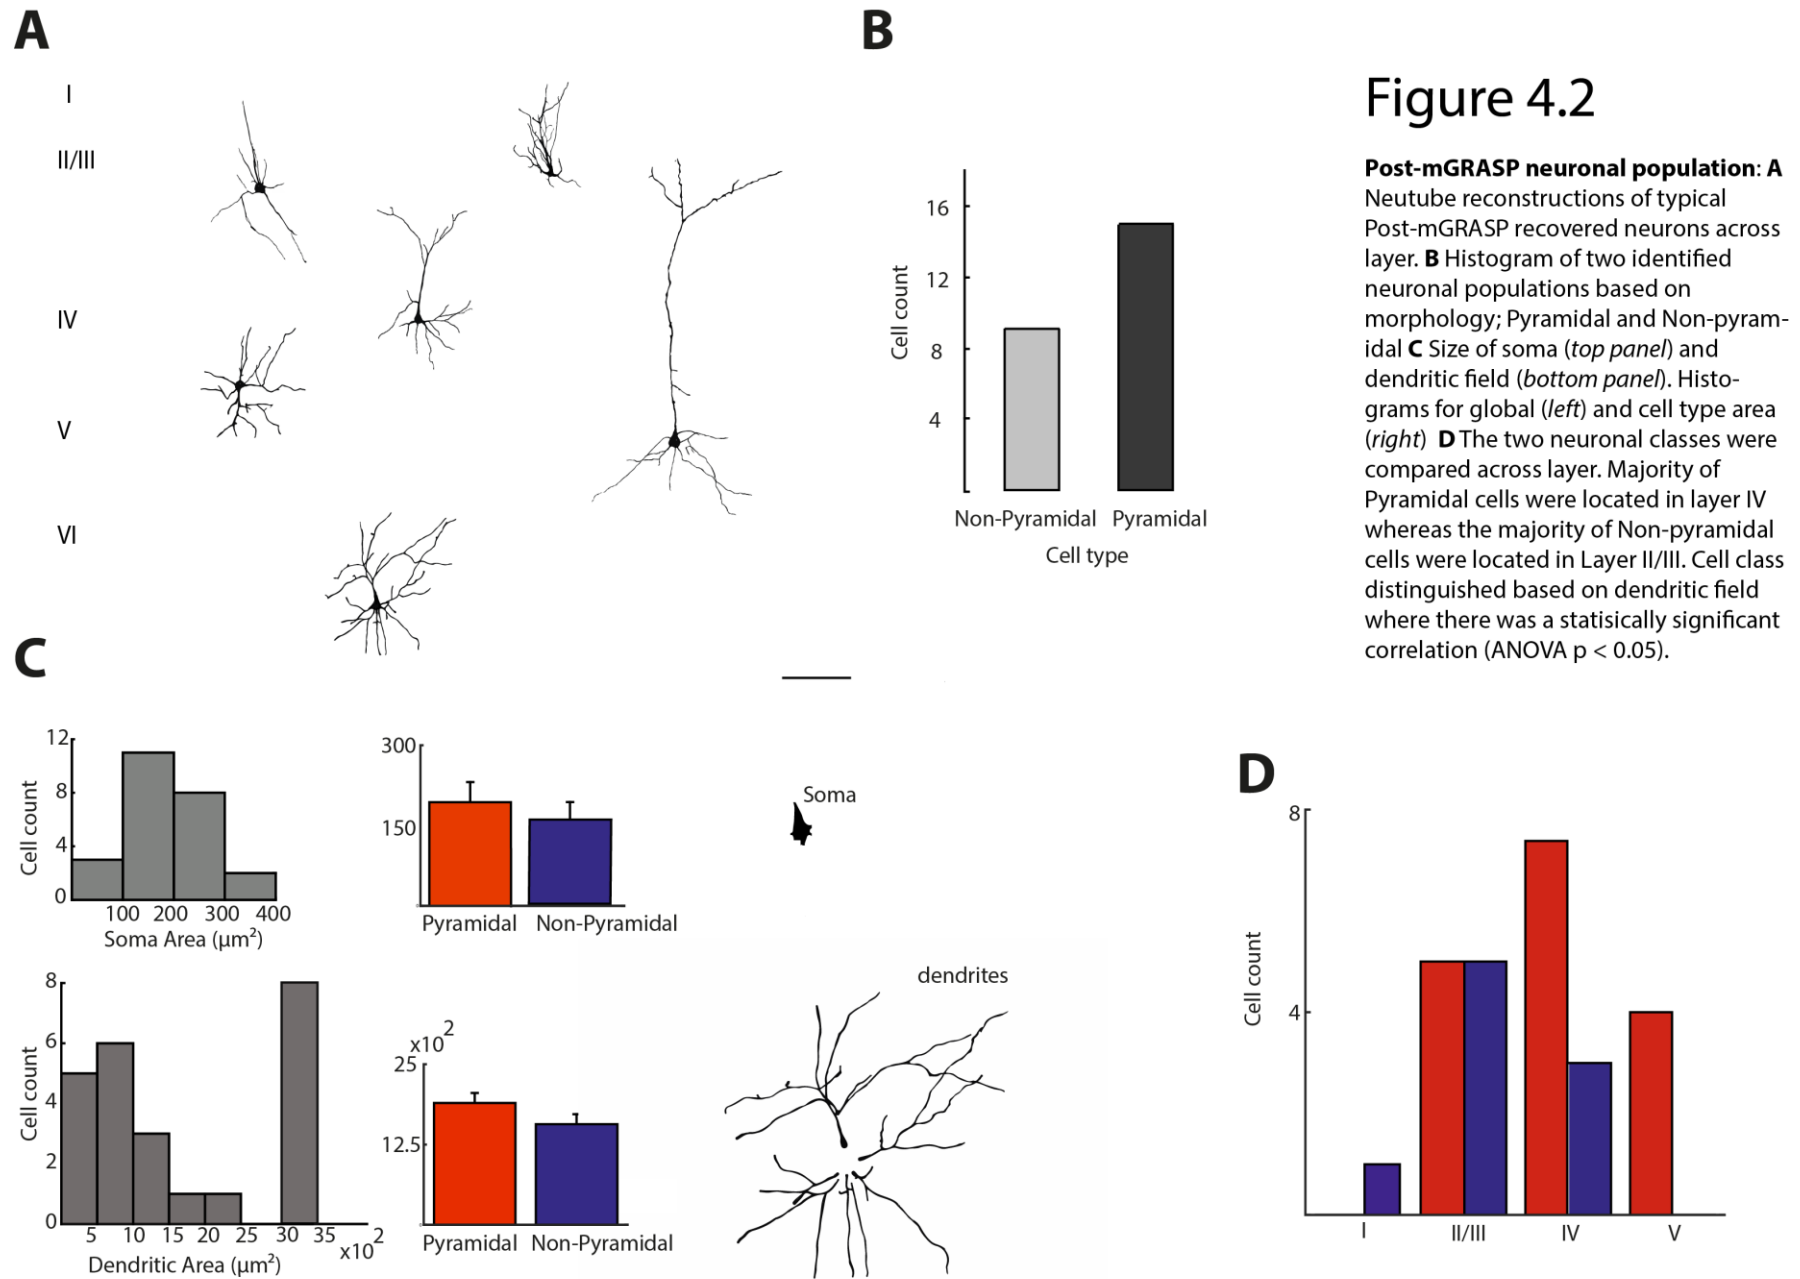 A
I
II/III
IV
V
VI
B
16
12
8
4
Cell count
Non-Pyramidal Pyramidal
Cell type
Figure 4.2
Post-mGRASP neuronal population: A
Neutube reconstructions of typical
Post-mGRASP recovered neurons across
layer. B Histogram of two identified
neuronal populations based on
morphology; Pyramidal and Non-pyram-
idal C Size of soma (top panel) and
dendritic field (bottom panel). Histo-
grams for global (left) and cell type area
(right) D The two neuronal classes were
compared across layer. Majority of
Pyramidal cells were located in layer IV
whereas the majority of Non-pyramidal
cells were located in Layer II/III. Cell class
distinguished based on dendritic field
where there was a statisically significant
correlation (ANOVA p < 0.05).
C
12
8
4
0
Cell count
100 200 300 400
Soma Area (µm²)
300
150
Pyramidal Non-Pyramidal
Soma
8
6
4
2
0
Cell count
5 10 15 20 25 30 35
x10²
Dendritic Area (µm²)
x10²
25
12.5
Pyramidal Non-Pyramidal
dendrites
D
8
4
Cell count
I II/III IV V